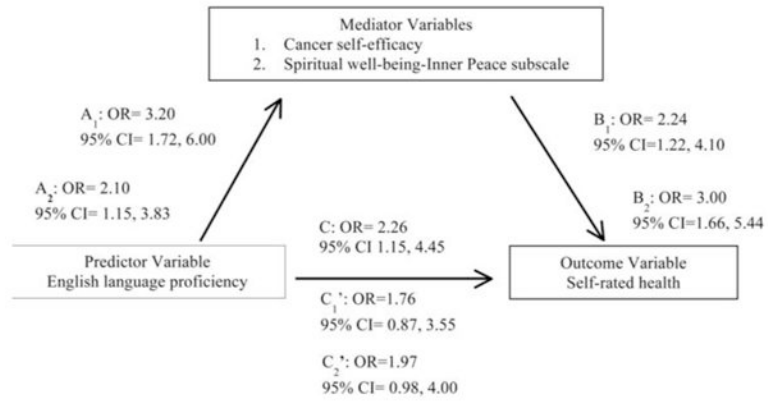 Mediator Variables
1. Cancer self-efficacy
2. Spiritual well-being-Inner Peace subscale
A₁: OR= 3.20
95% CI= 1.72, 6.00
A₂: OR= 2.10
95% CI= 1.15, 3.83
B₁: OR= 2.24
95% CI=1.22, 4.10
B₂: OR= 3.00
95% CI=1.66, 5.44
C: OR= 2.26
95% CI 1.15, 4.45
Predictor Variable
English language proficiency
Outcome Variable
Self-rated health
C₁’: OR=1.76
95% CI= 0.87, 3.55
C₂’: OR=1.97
95% CI= 0.98, 4.00